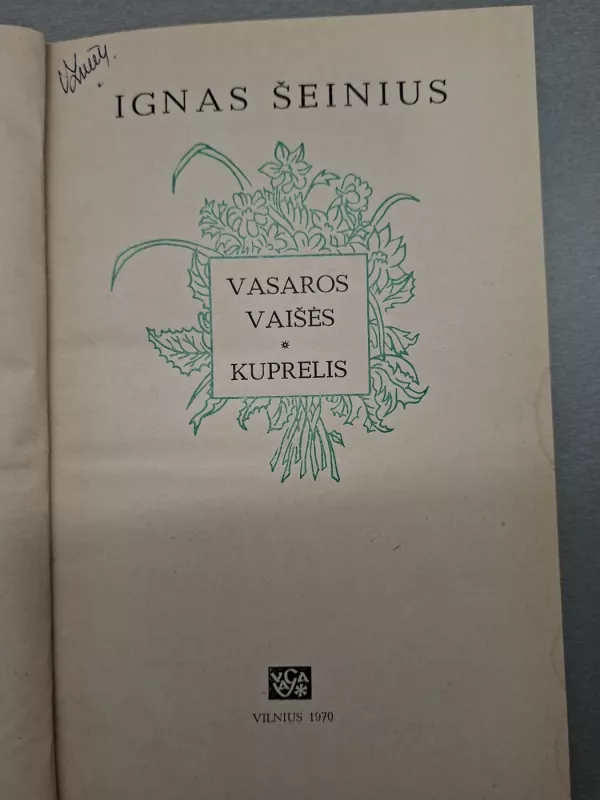 IGNAS ŠEINIUS
VASAROS
VAIŠĖS
*
KUPRELIS
VAGA
VILNIUS 1970